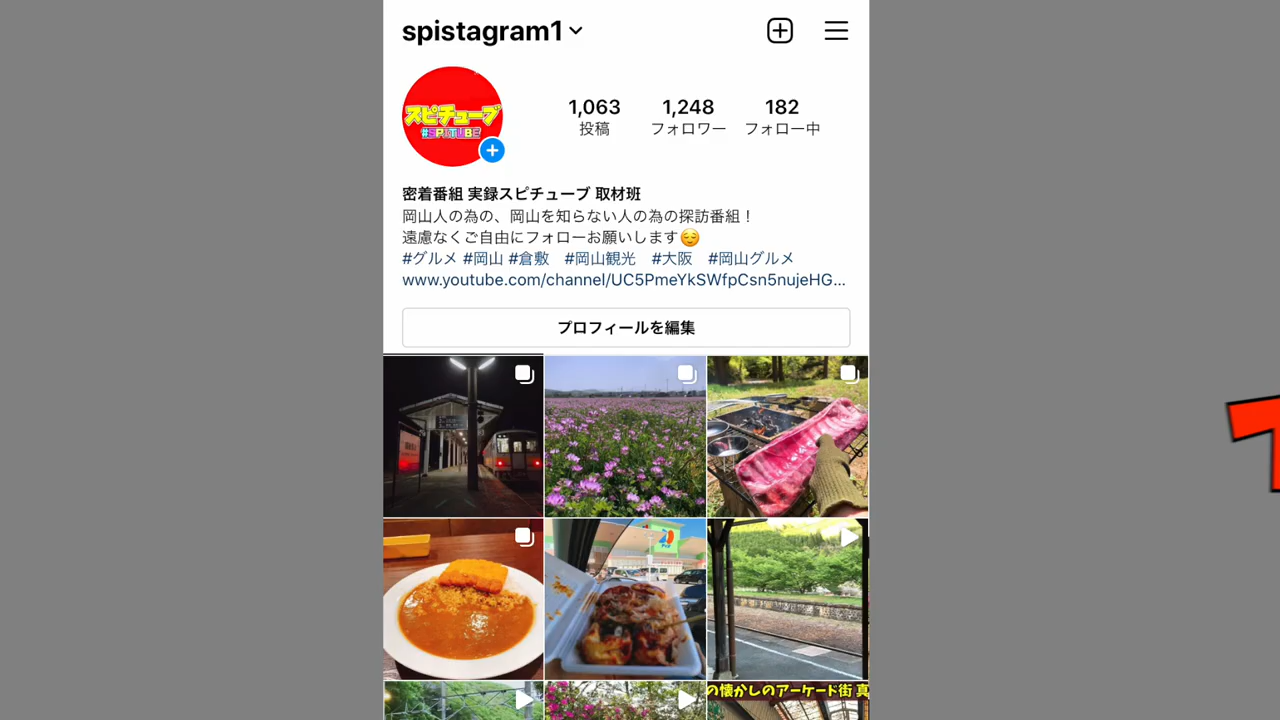 spistagram1
スピチューブ
#SPITUBE
1,063 1,248 182
投稿 フォロワー フォロー中
密着番組 実録スピチューブ 取材班
岡山人の為の、岡山を知らない人の為の探訪番組！
遠慮なくご自由にフォローお願いします😌
#グルメ #岡山 #倉敷　#岡山観光　#大阪　#岡山グルメ
www.youtube.com/channel/UC5PmeYkSWfpCsn5nujeHG...
プロフィールを編集
の懐かしのアーケード街 真